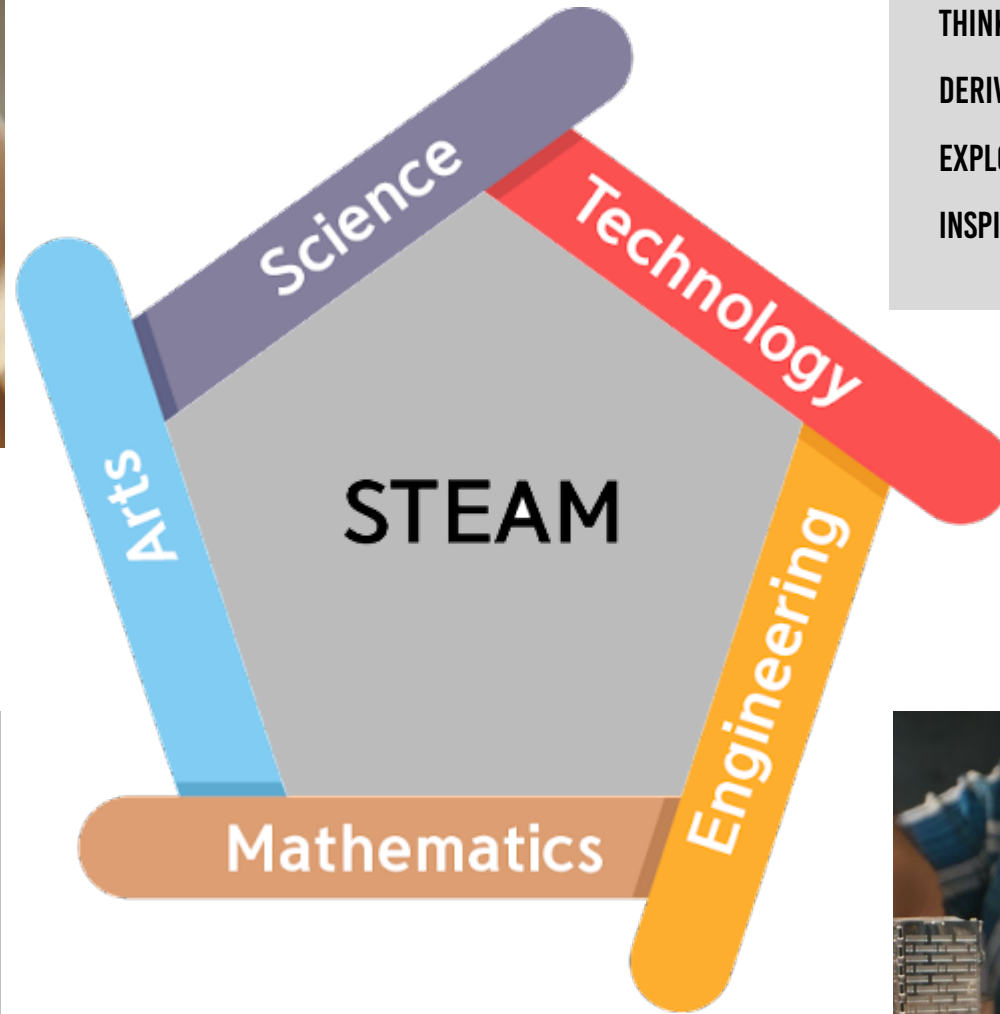 Science
Technology
Arts
STEAM
Engineering
Mathematics